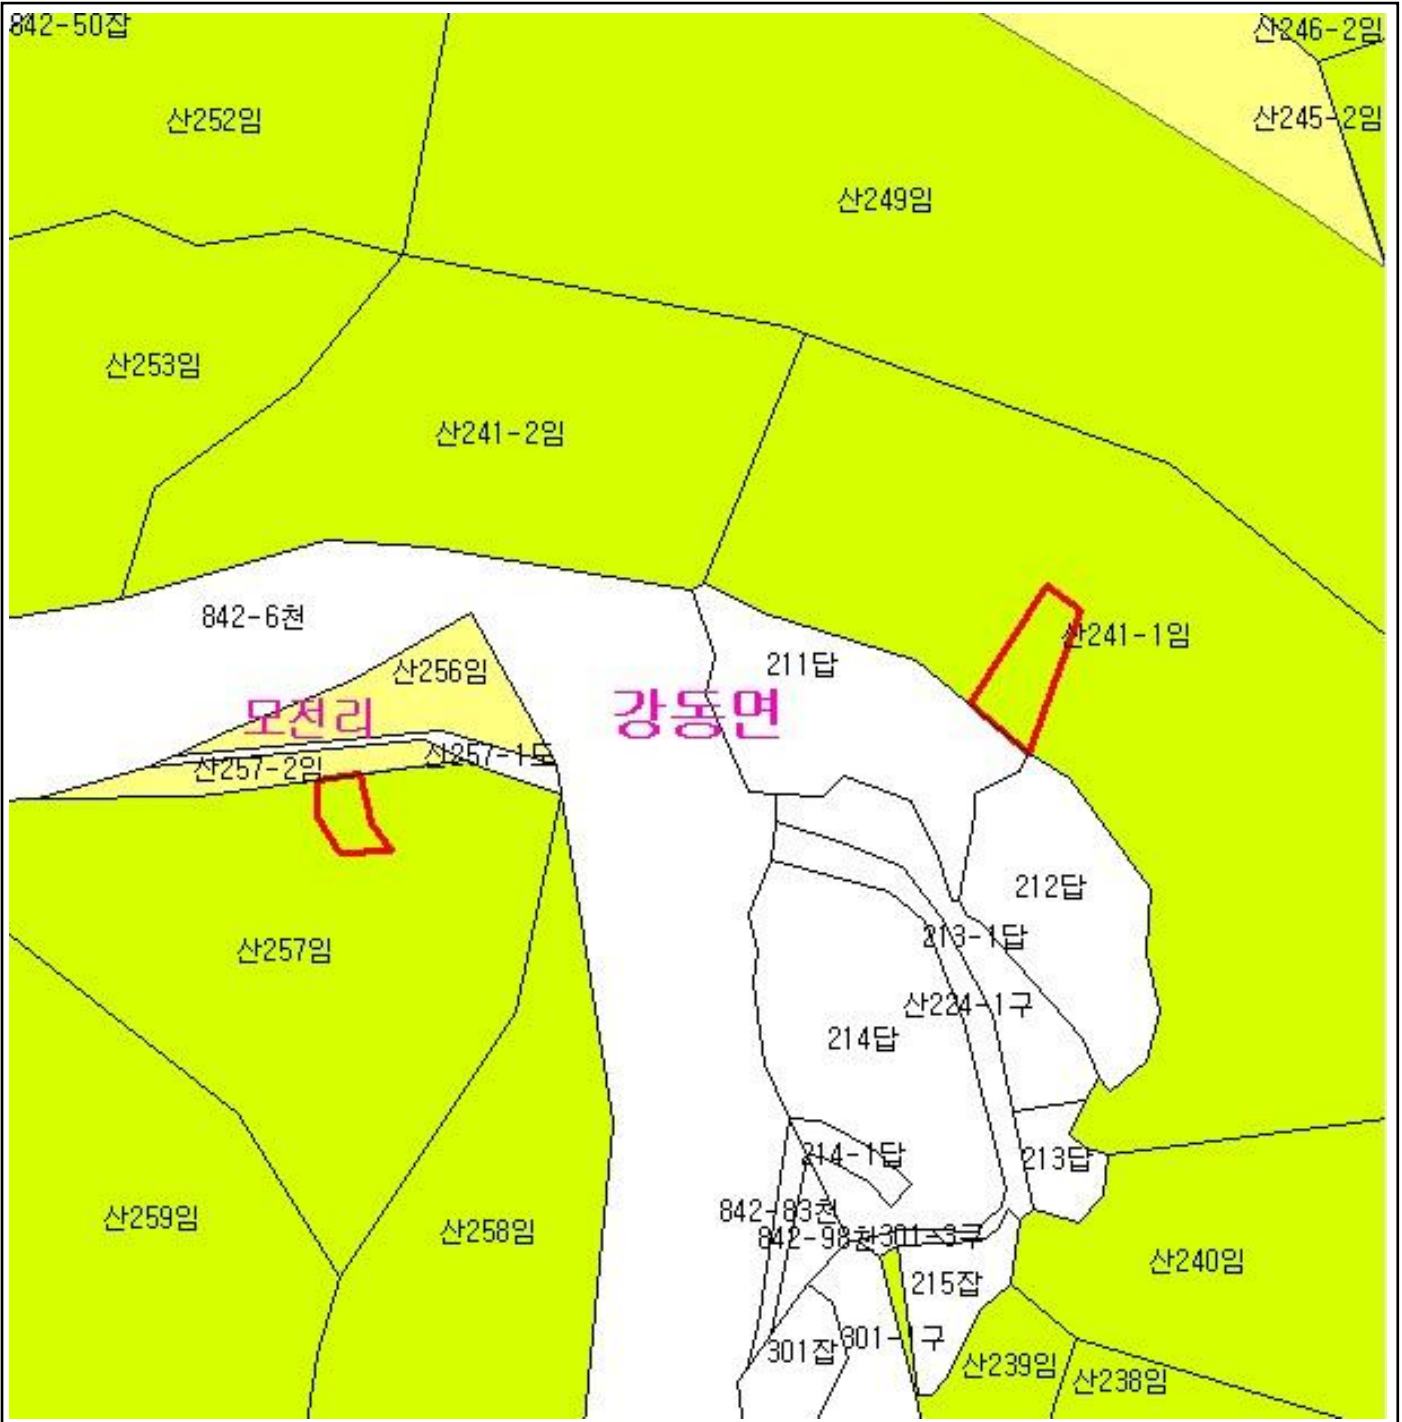 842-50잡
산246-2임
산252임
산245-2임
산249임
산253임
산241-2임
842-6천
산241-1임
211답
산256임
모전리
강동면
산257-1도
산257-2임
212답
213-1답
산257임
산224-1구
214답
214-1답
213답
842-83천
산259임
산258임
842-98천
301-3구
산240임
215잡
301-1구
301잡
산239임
산238임